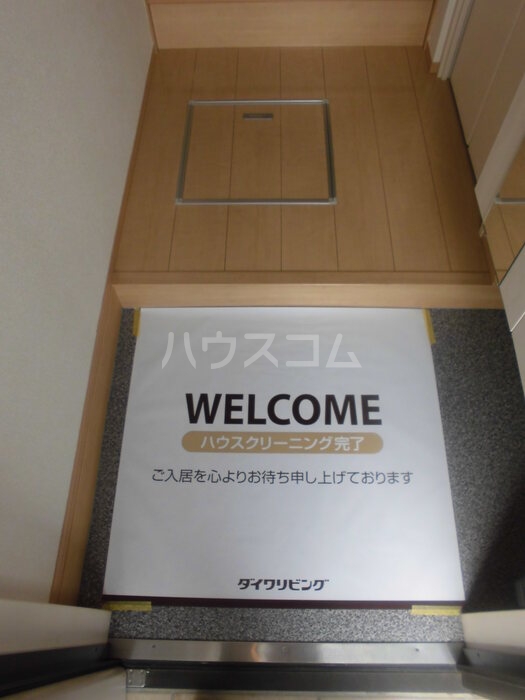 ハウスコム
WELCOME
ハウスクリーニング完了
ご入居を心よりお待ち申し上げております
ダイワリビング